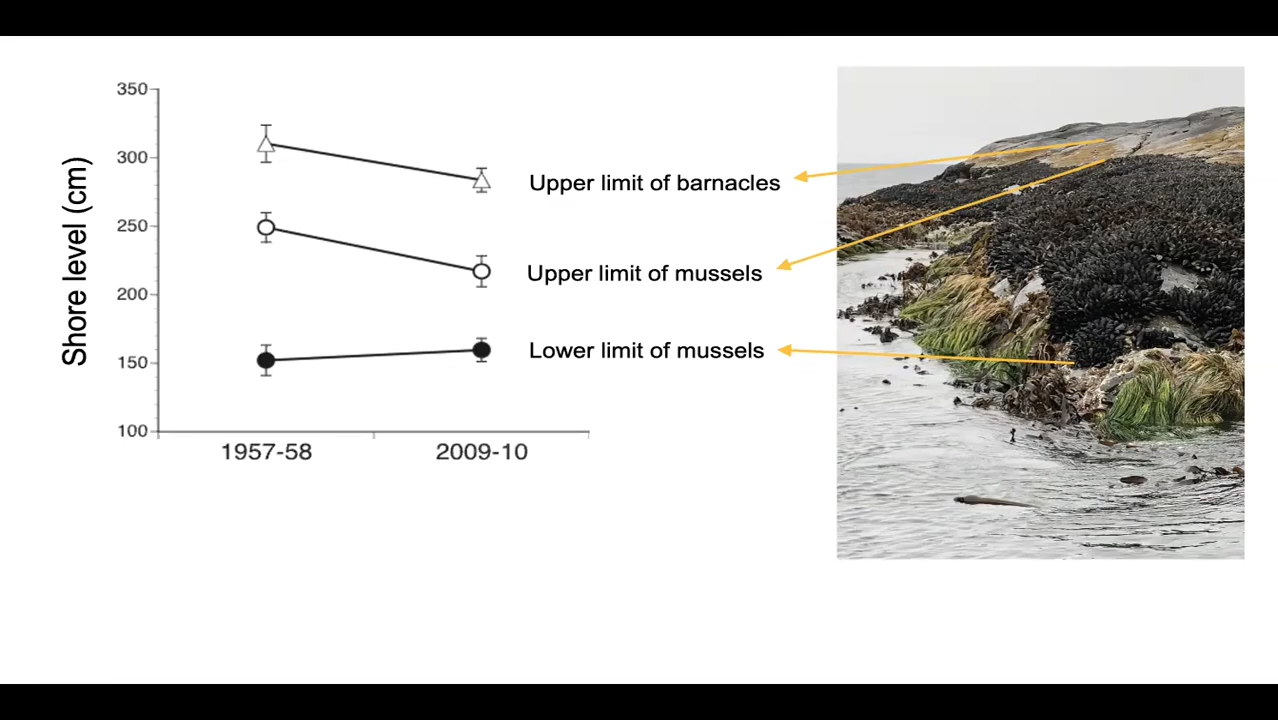 350
300
250
200
150
100
Shore level (cm)
1957-58
2009-10
Upper limit of barnacles
Upper limit of mussels
Lower limit of mussels